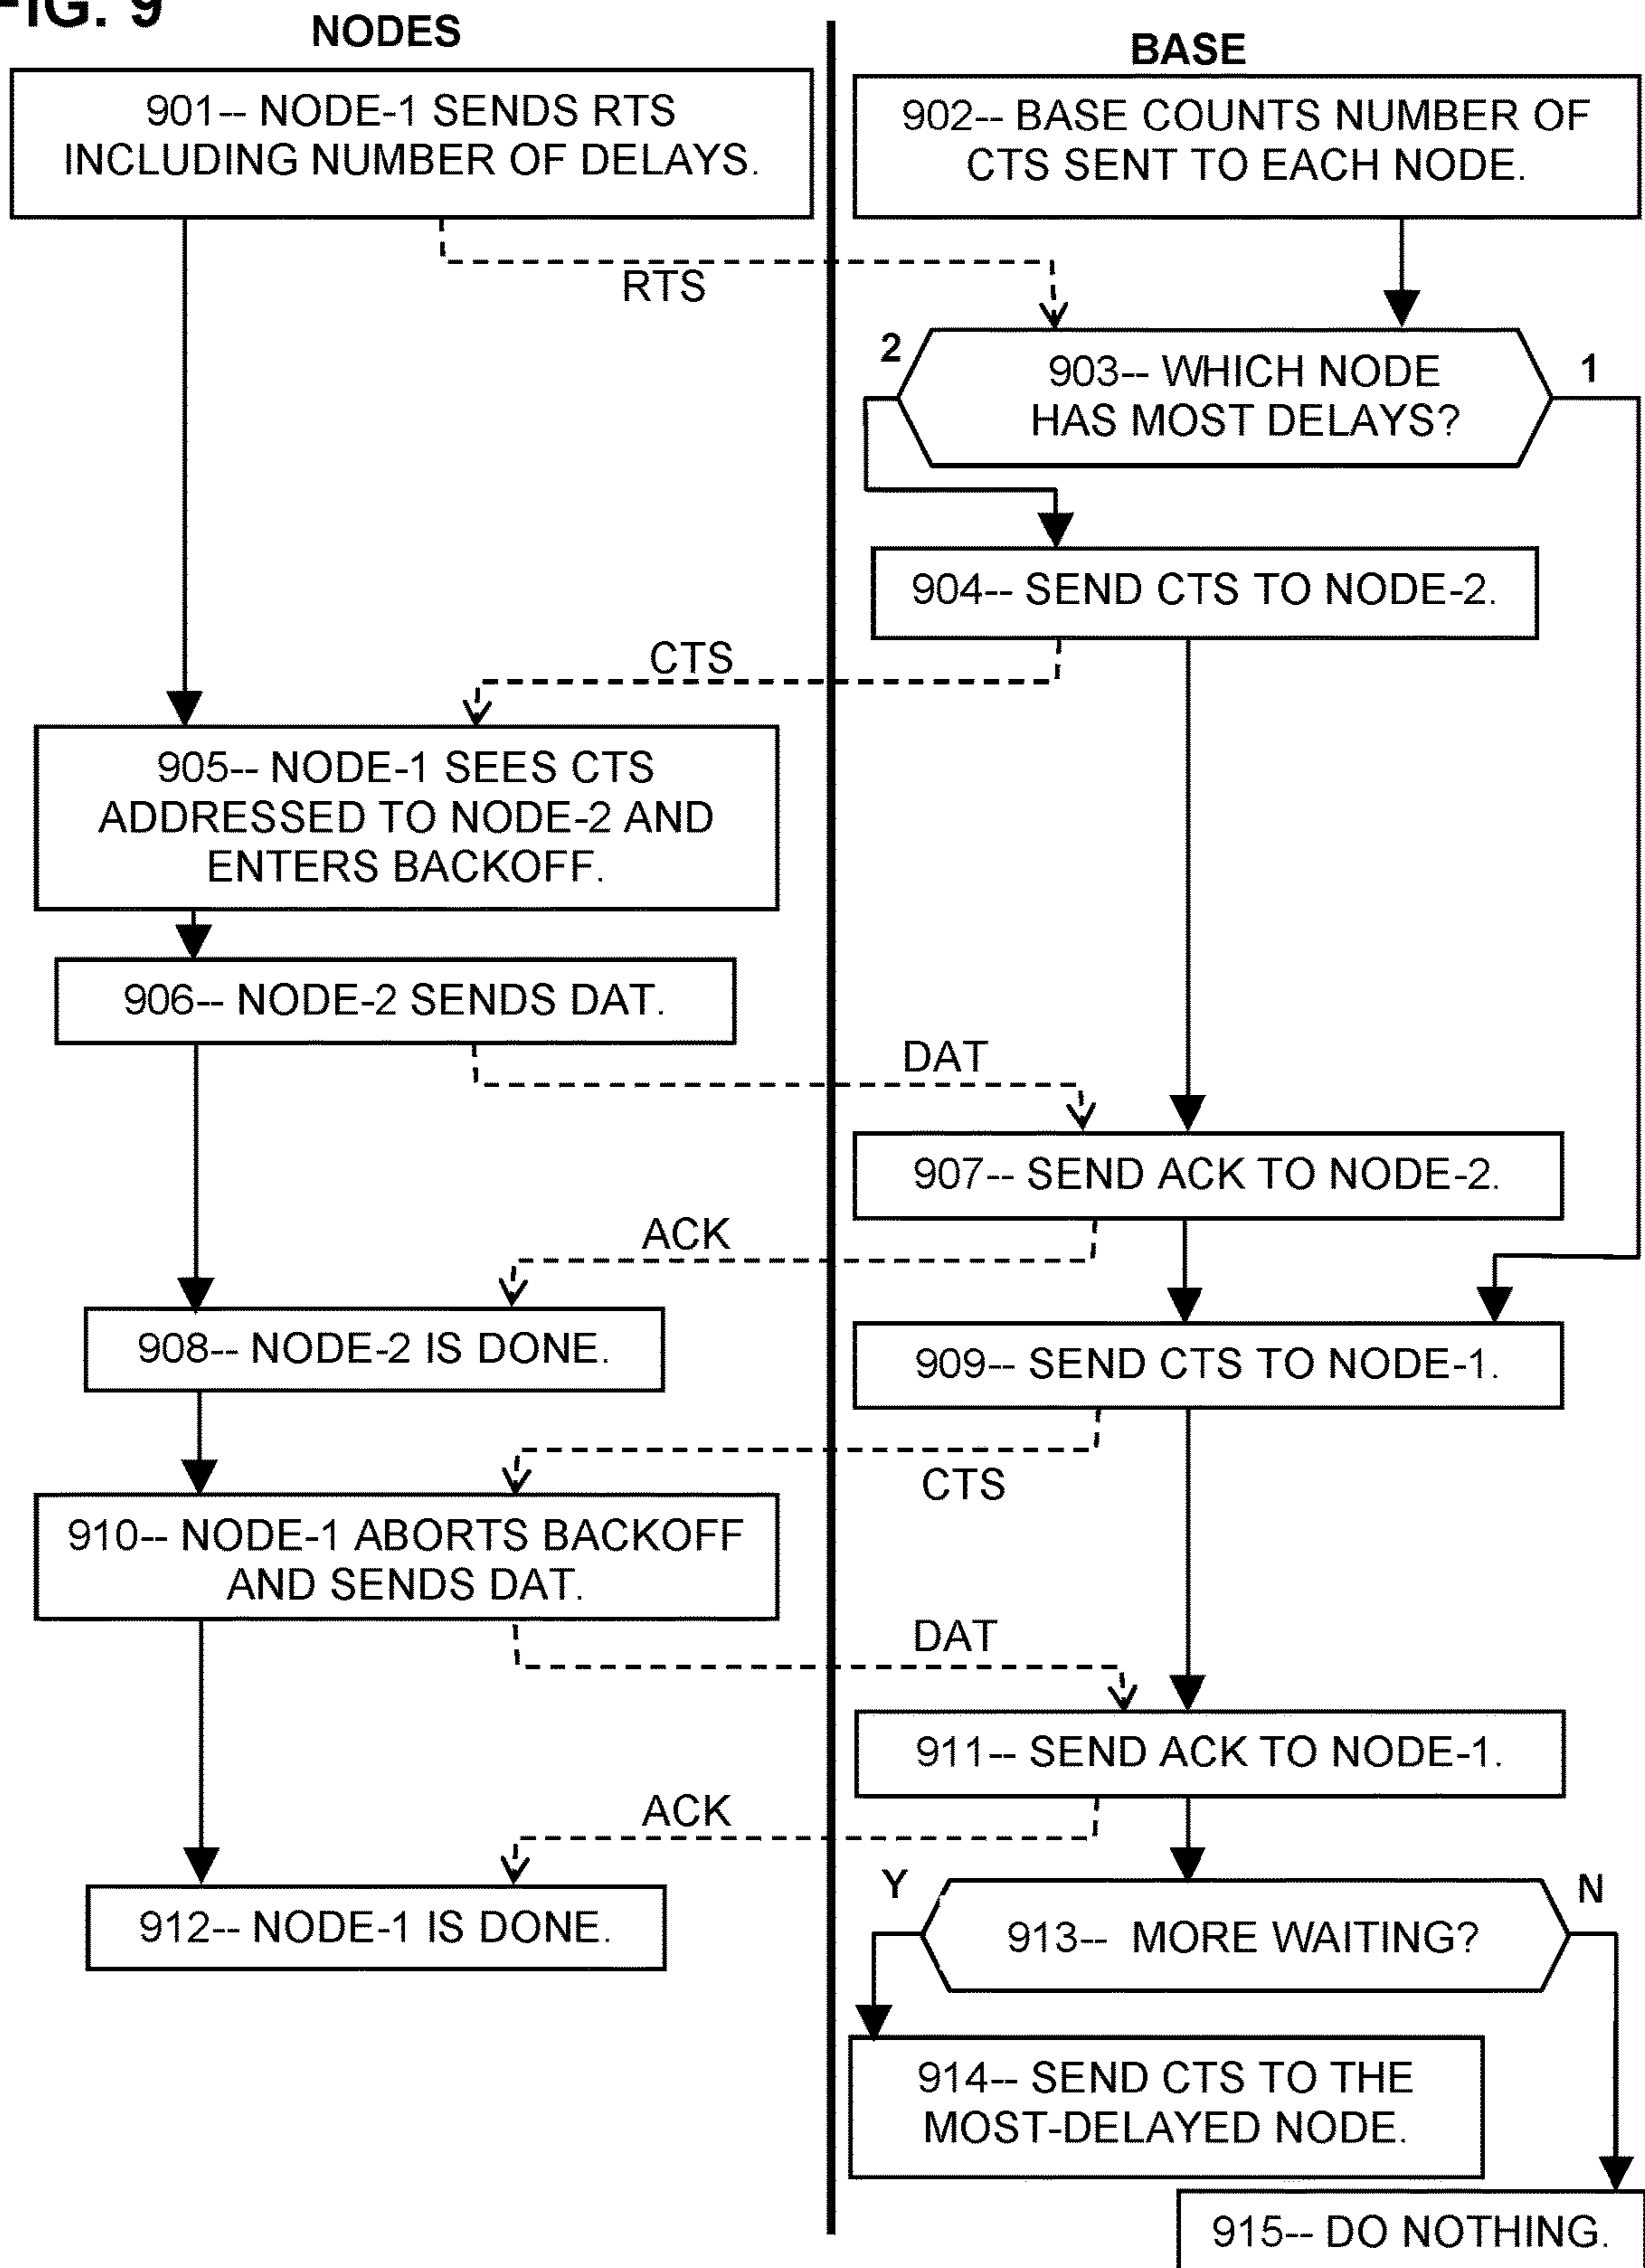 FIG. 9
NODES
BASE
901-- NODE-1 SENDS RTS
INCLUDING NUMBER OF DELAYS.
902-- BASE COUNTS NUMBER OF
CTS SENT TO EACH NODE.
RTS
2
903-- WHICH NODE
HAS MOST DELAYS?
1
904-- SEND CTS TO NODE-2.
CTS
905-- NODE-1 SEES CTS
ADDRESSED TO NODE-2 AND
ENTERS BACKOFF.
906-- NODE-2 SENDS DAT.
DAT
907-- SEND ACK TO NODE-2.
ACK
908-- NODE-2 IS DONE.
909-- SEND CTS TO NODE-1.
CTS
910-- NODE-1 ABORTS BACKOFF
AND SENDS DAT.
DAT
911-- SEND ACK TO NODE-1.
ACK
912-- NODE-1 IS DONE.
Y
913-- MORE WAITING?
N
914-- SEND CTS TO THE
MOST-DELAYED NODE.
915-- DO NOTHING.